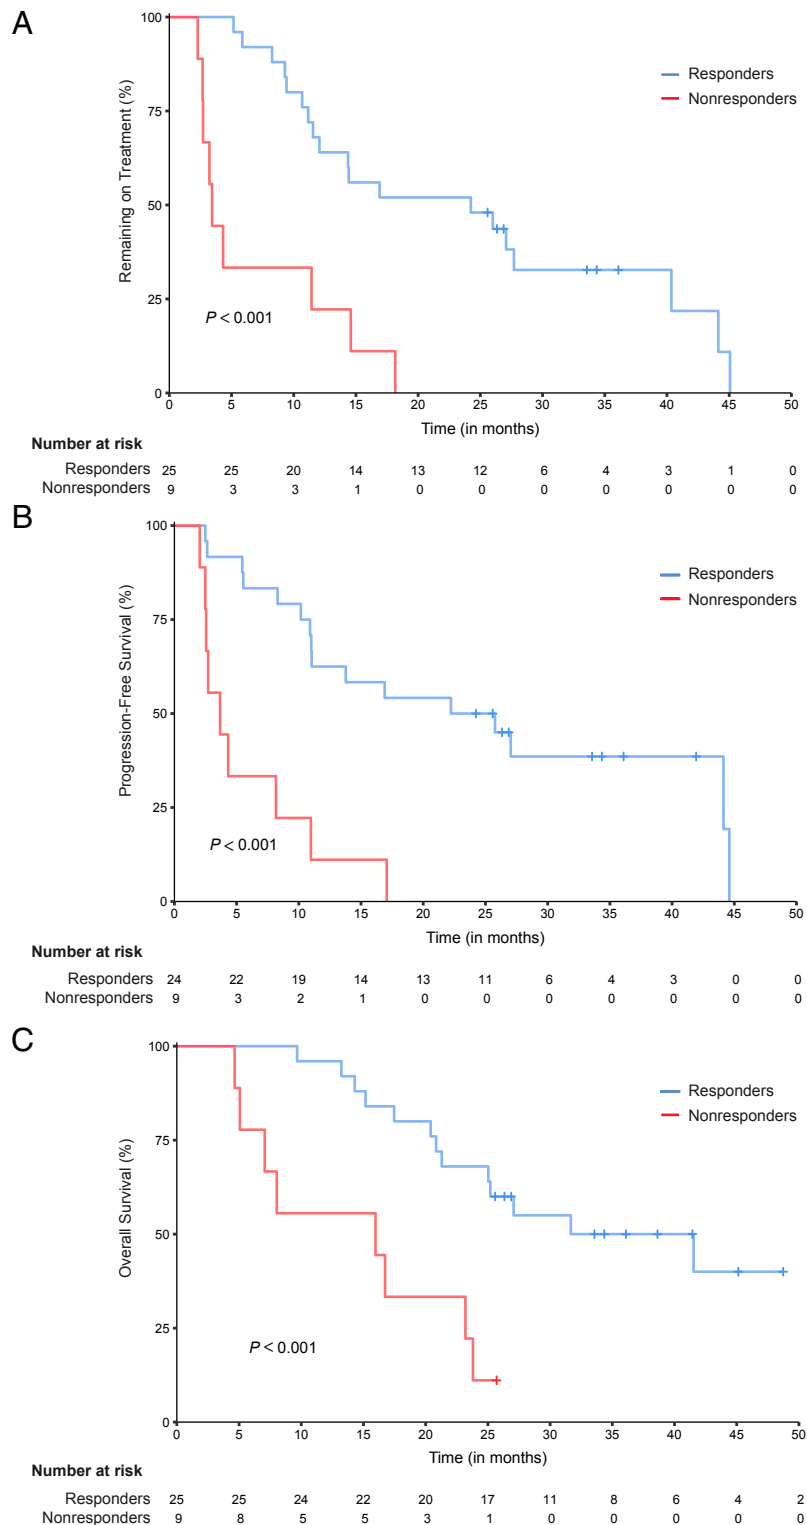 A
100
75
50
25
0
Remaining on Treatment (%)
Responders
Nonresponders
P < 0.001
0 5 10 15 20 25 30 35 40 45 50
Time (in months)
Number at risk
Responders 25 25 20 14 13 12 6 4 3 1 0
Nonresponders 9 3 3 1 0 0 0 0 0 0 0
B
100
75
50
25
0
Progression-Free Survival (%)
Responders
Nonresponders
P < 0.001
0 5 10 15 20 25 30 35 40 45 50
Time (in months)
Number at risk
Responders 24 22 19 14 13 11 6 4 3 0 0
Nonresponders 9 3 2 1 0 0 0 0 0 0 0
C
100
75
50
25
0
Overall Survival (%)
Responders
Nonresponders
P < 0.001
0 5 10 15 20 25 30 35 40 45 50
Time (in months)
Number at risk
Responders 25 25 24 22 20 17 11 8 6 4 2
Nonresponders 9 8 5 5 3 1 0 0 0 0 0